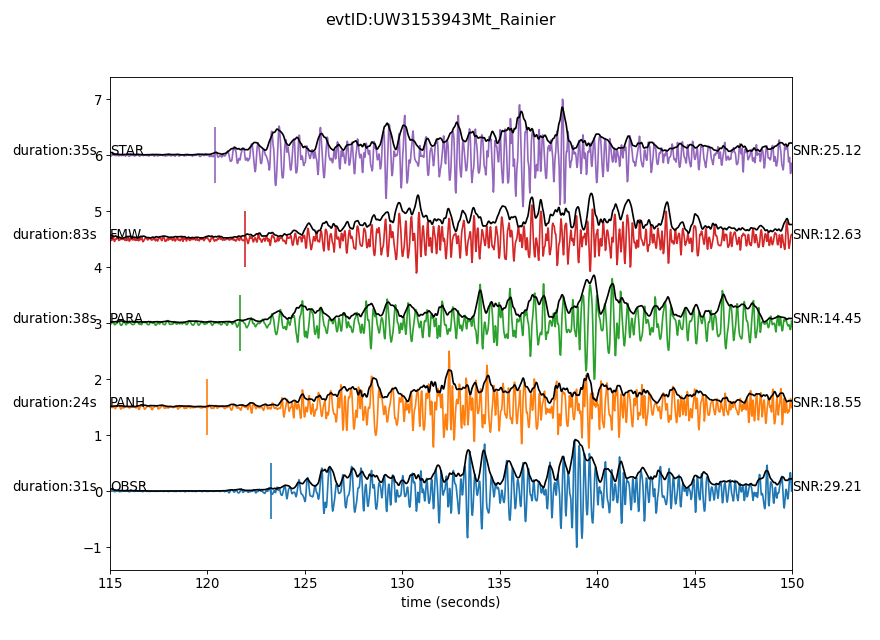 evtID:UW3153943Mt_Rainier
7
duration:35s STAR SNR:25.12
6
5
duration:83s FMW SNR:12.63
4
duration:38s PARA SNR:14.45
3
2
duration:24s PANH SNR:18.55
1
duration:31s OBSR SNR:29.21
0
−1
115 120 125 130 135 140 145 150
time (seconds)